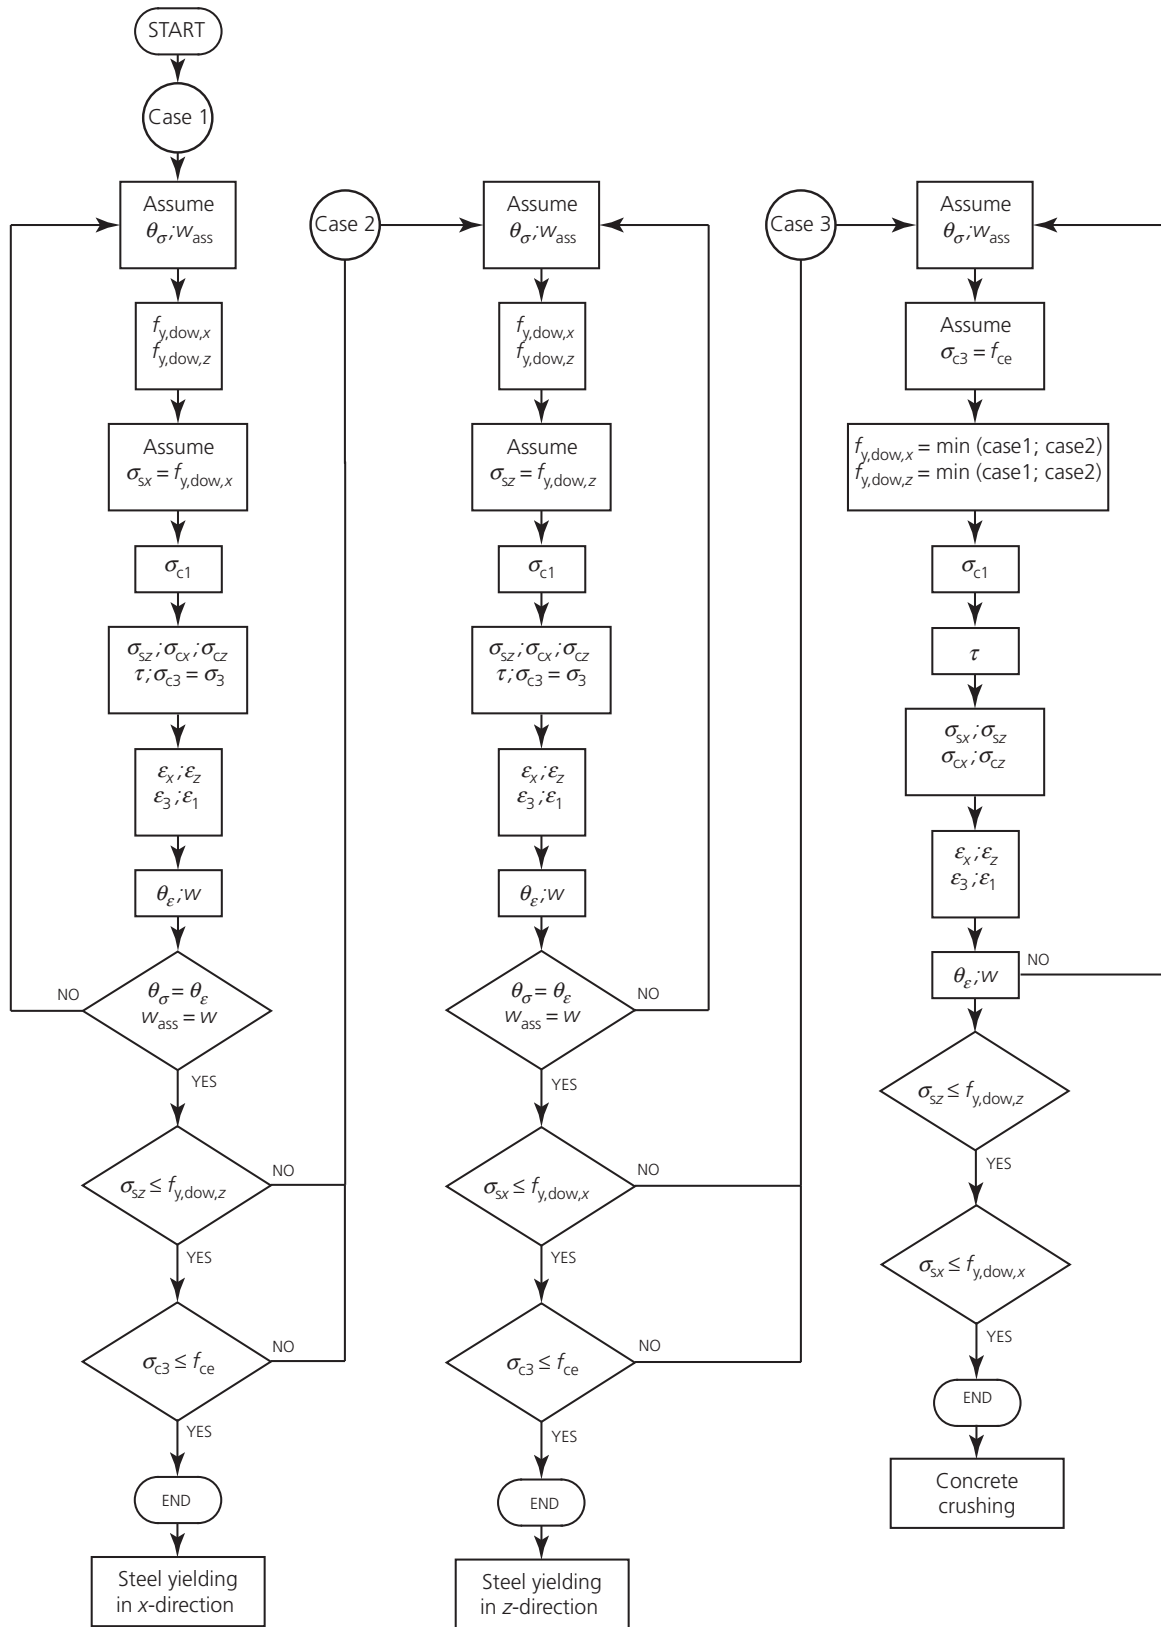 START
Case 1
Assume
θσ;wass
fy,dow,x
fy,dow,z
Assume
σsx = fy,dow,x
σc1
σsz;σcx;σcz
τ;σc3 = σ3
εx;εz
ε3;ε1
θε;w
θσ = θε
wass = w
NO
YES
σsz ≤ fy,dow,z
NO
YES
σc3 ≤ fce
NO
YES
END
Steel yielding
in x-direction
Case 2
Assume
θσ;wass
fy,dow,x
fy,dow,z
Assume
σsz = fy,dow,z
σc1
σsz;σcx;σcz
τ;σc3 = σ3
εx;εz
ε3;ε1
θε;w
θσ = θε
wass = w
NO
YES
σsx ≤ fy,dow,x
NO
YES
σc3 ≤ fce
NO
YES
END
Steel yielding
in z-direction
Case 3
Assume
θσ;wass
Assume
σc3 = fce
fy,dow,x = min (case1; case2)
fy,dow,z = min (case1; case2)
σc1
τ
σsx;σsz
σcx;σcz
εx;εz
ε3;ε1
θε;w
NO
σsz ≤ fy,dow,z
YES
σsx ≤ fy,dow,x
YES
END
Concrete
crushing